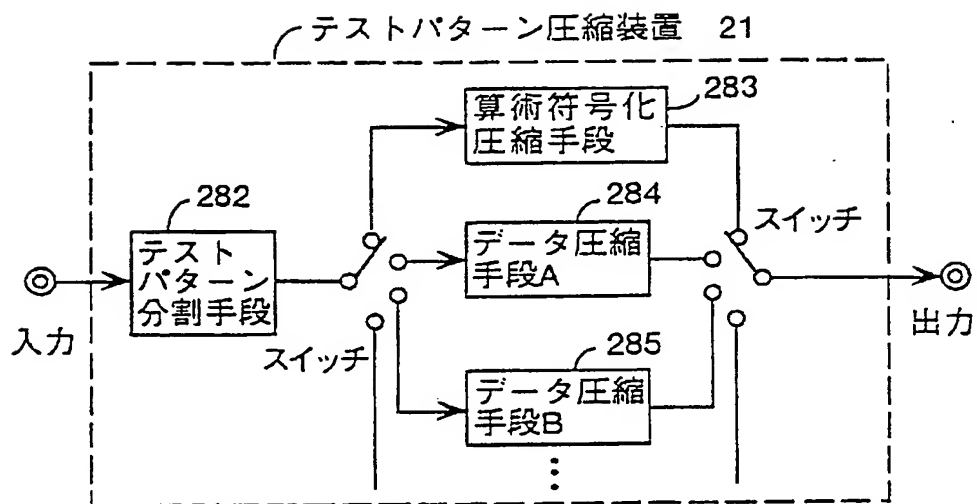 テストパターン圧縮装置 21
283
算術符号化
圧縮手段
282
テスト
パターン
分割手段
284
データ圧縮
手段A
スイッチ
入力
スイッチ
出力
285
データ圧縮
手段B